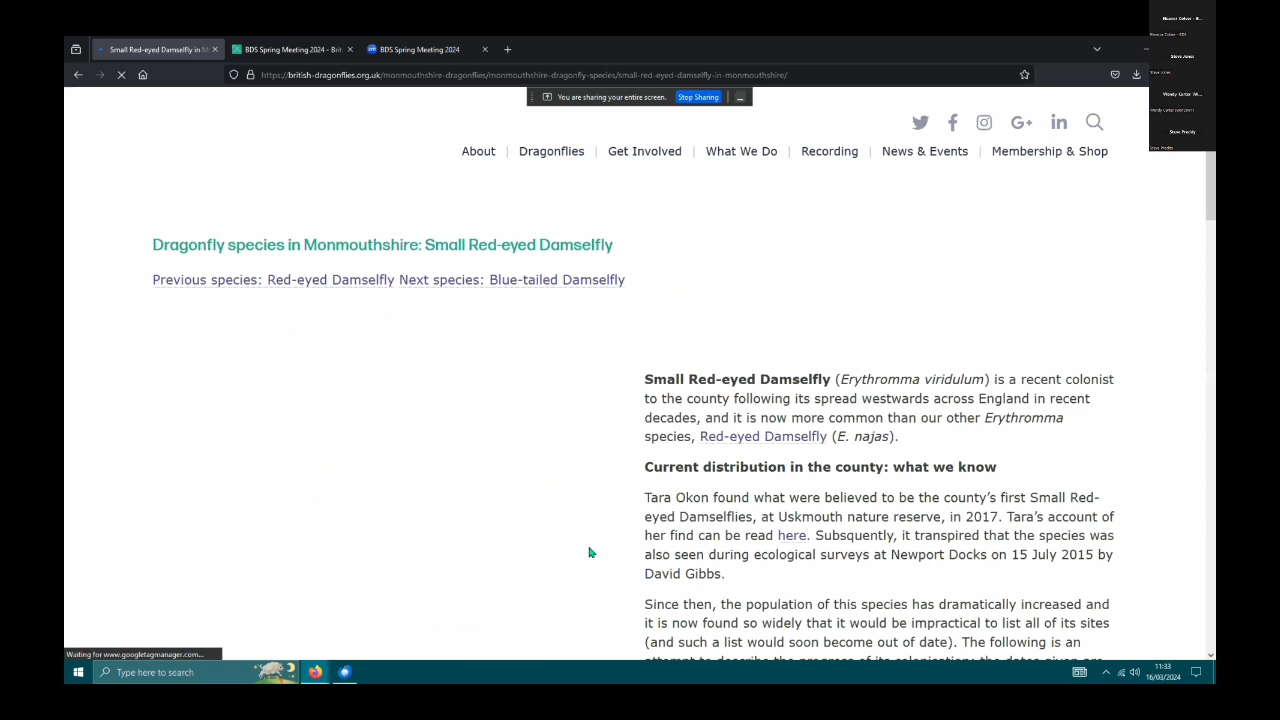 Small Red-eyed Damselfly in M
BDS Spring Meeting 2024 - Briti
BDS Spring Meeting 2024
https://british-dragonflies.org.uk/monmouthshire-dragonflies/monmouthshire-dragonfly-species/small-red-eyed-damselfly-in-monmouthshire/
You are sharing your entire screen. Stop Sharing
Steve Jones
Steve Jones
Steve Preddy
About | Dragonflies | Get Involved | What We Do | Recording | News & Events | Membership & Shop
Dragonfly species in Monmouthshire: Small Red-eyed Damselfly
Previous species: Red-eyed Damselfly Next species: Blue-tailed Damselfly
Small Red-eyed Damselfly (Erythromma viridulum) is a recent colonist
to the county following its spread westwards across England in recent
decades, and it is now more common than our other Erythromma
species, Red-eyed Damselfly (E. najas).
Current distribution in the county: what we know
Tara Okon found what were believed to be the county's first Small Red-
eyed Damselflies, at Uskmouth nature reserve, in 2017. Tara's account of
her find can be read here. Subsquently, it transpired that the species was
also seen during ecological surveys at Newport Docks on 15 July 2015 by
David Gibbs.
Since then, the population of this species has dramatically increased and
it is now found so widely that it would be impractical to list all of its sites
(and such a list would soon become out of date). The following is an
Waiting for www.googletagmanager.com...
Type here to search
11:33
16/03/2024